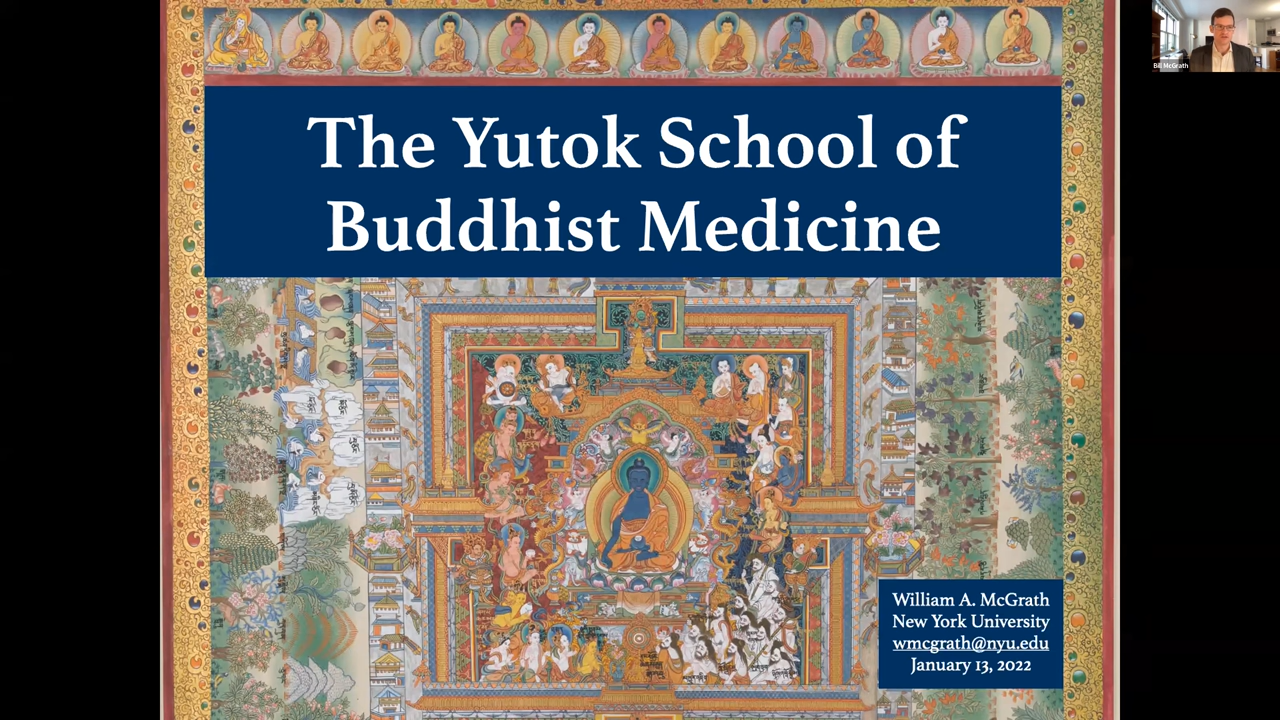 The Yutok School of
Buddhist Medicine
William A. McGrath
New York University
wmcgrath@nyu.edu
January 13, 2022
Bill McGrath